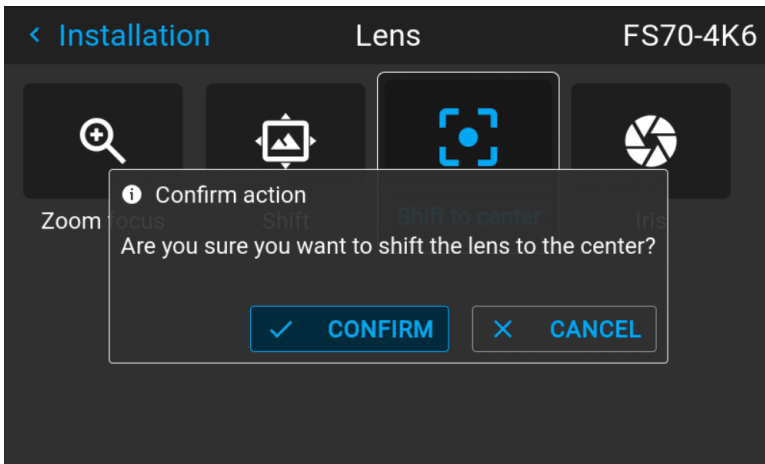 Installation
Lens
FS70-4K6
Zoom focus
Shift
Shift to center
Iris
Confirm action
Are you sure you want to shift the lens to the center?
CONFIRM
CANCEL